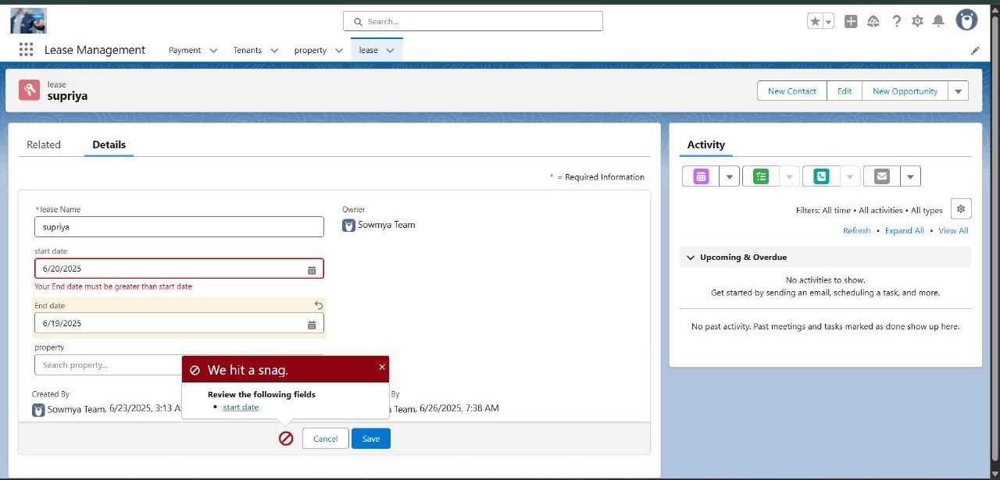 Search...
Lease Management
Payment
Tenants
property
lease
lease
supriya
New Contact
Edit
New Opportunity
Related
Details
* = Required Information
*lease Name
supriya
Owner
Sowmya Team
start date
6/20/2025
Your End date must be greater than start date
End date
6/19/2025
property
Search property...
We hit a snag.
Review the following fields
• start date
Created By
Sowmya Team, 6/23/2025, 3:13 A
By
Team, 6/26/2025, 7:38 AM
Cancel
Save
Activity
Filters: All time • All activities • All types
Refresh • Expand All • View All
Upcoming & Overdue
No activities to show.
Get started by sending an email, scheduling a task, and more.
No past activity. Past meetings and tasks marked as done show up here.